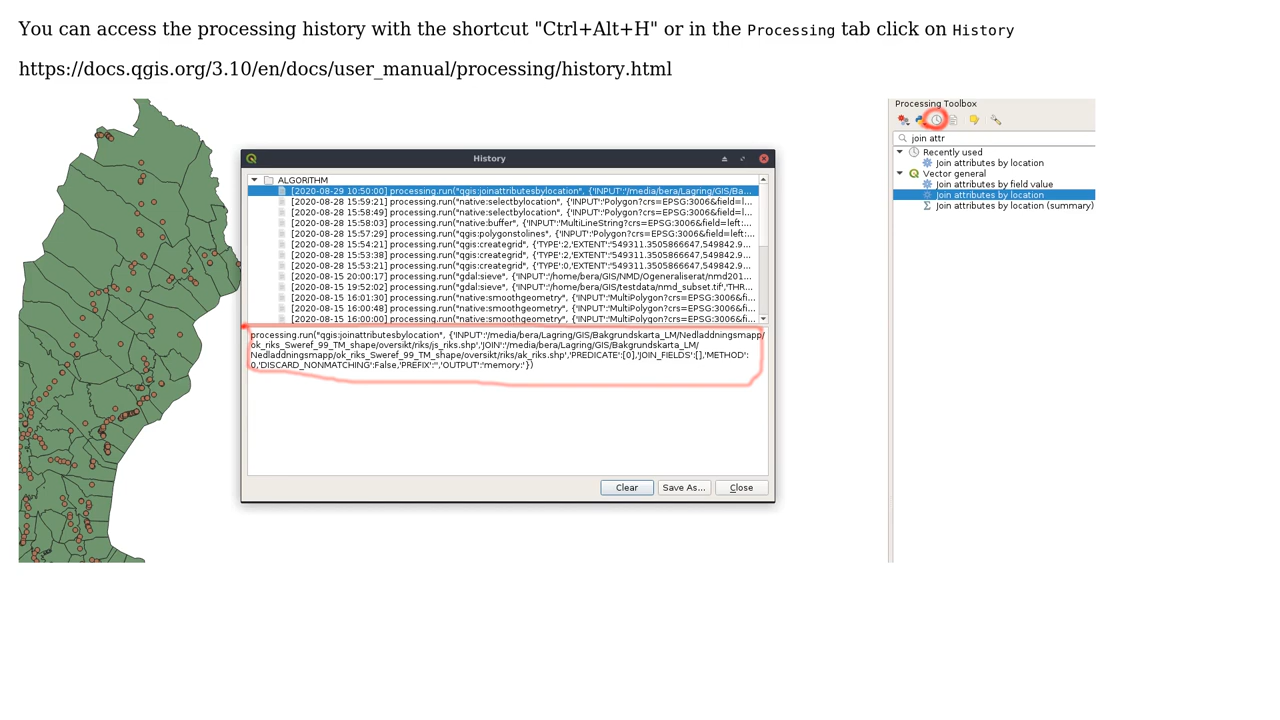 You can access the processing history with the shortcut "Ctrl+Alt+H" or in the Processing tab click on History
https://docs.qgis.org/3.10/en/docs/user_manual/processing/history.html
History
ALGORITHM
[2020-08-29 10:50:00] processing.run("qgis:joinattributesbylocation", {'INPUT':'/media/bera/Lagring/GIS/Ba...
[2020-08-28 15:59:21] processing.run("native:selectbylocation", {'INPUT':'Polygon?crs=EPSG:3006&field=l...
[2020-08-28 15:58:49] processing.run("native:selectbylocation", {'INPUT':'Polygon?crs=EPSG:3006&field=l...
[2020-08-28 15:58:03] processing.run("native:buffer", {'INPUT':'MultiLineString?crs=EPSG:3006&field=left:...
[2020-08-28 15:57:29] processing.run("qgis:polygonstolines", {'INPUT':'Polygon?crs=EPSG:3006&field=left:...
[2020-08-28 15:54:21] processing.run("qgis:creategrid", {'TYPE':2,'EXTENT':'549311.3505866647,549842.9...
[2020-08-28 15:53:38] processing.run("qgis:creategrid", {'TYPE':2,'EXTENT':'549311.3505866647,549842.9...
[2020-08-28 15:53:21] processing.run("qgis:creategrid", {'TYPE':0,'EXTENT':'549311.3505866647,549842.9...
[2020-08-15 20:00:17] processing.run("gdal:sieve", {'INPUT':'/home/bera/GIS/NMD/Ogeneraliserat/nmd201...
[2020-08-15 19:52:02] processing.run("gdal:sieve", {'INPUT':'/home/bera/GIS/testdata/nmd_subset.tif','THR...
[2020-08-15 16:01:30] processing.run("native:smoothgeometry", {'INPUT':'MultiPolygon?crs=EPSG:3006&fi...
[2020-08-15 16:00:48] processing.run("native:smoothgeometry", {'INPUT':'MultiPolygon?crs=EPSG:3006&fi...
[2020-08-15 16:00:00] processing.run("native:smoothgeometry", {'INPUT':'MultiPolygon?crs=EPSG:3006&fi...
processing.run("qgis:joinattributesbylocation", {'INPUT':'/media/bera/Lagring/GIS/Bakgrundskarta_LM/Nedladdningsmapp/
ok_riks_Sweref_99_TM_shape/oversikt/riks/js_riks.shp','JOIN':'/media/bera/Lagring/GIS/Bakgrundskarta_LM/
Nedladdningsmapp/ok_riks_Sweref_99_TM_shape/oversikt/riks/ak_riks.shp','PREDICATE':[0],'JOIN_FIELDS':[],'METHOD':
0,'DISCARD_NONMATCHING':False,'PREFIX':'','OUTPUT':'memory:'})
Clear
Save As...
Close
Processing Toolbox
join attr
Recently used
Join attributes by location
Vector general
Join attributes by field value
Join attributes by location
Join attributes by location (summary)